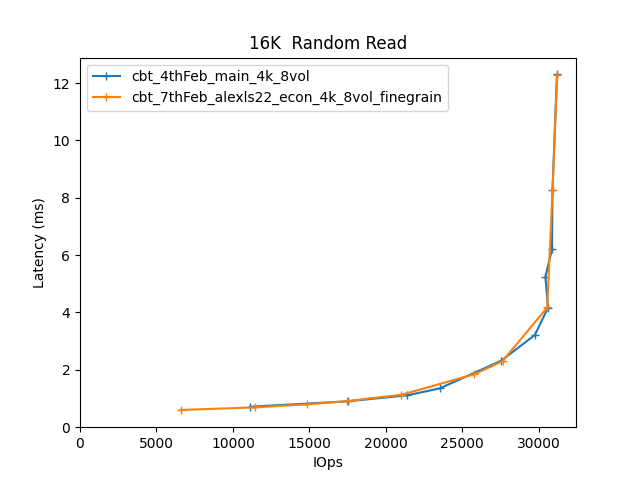 16K  Random Read
cbt_4thFeb_main_4k_8vol
cbt_7thFeb_alexls22_econ_4k_8vol_finegrain
Latency (ms)
12
10
8
6
4
2
0
0 5000 10000 15000 20000 25000 30000
IOps